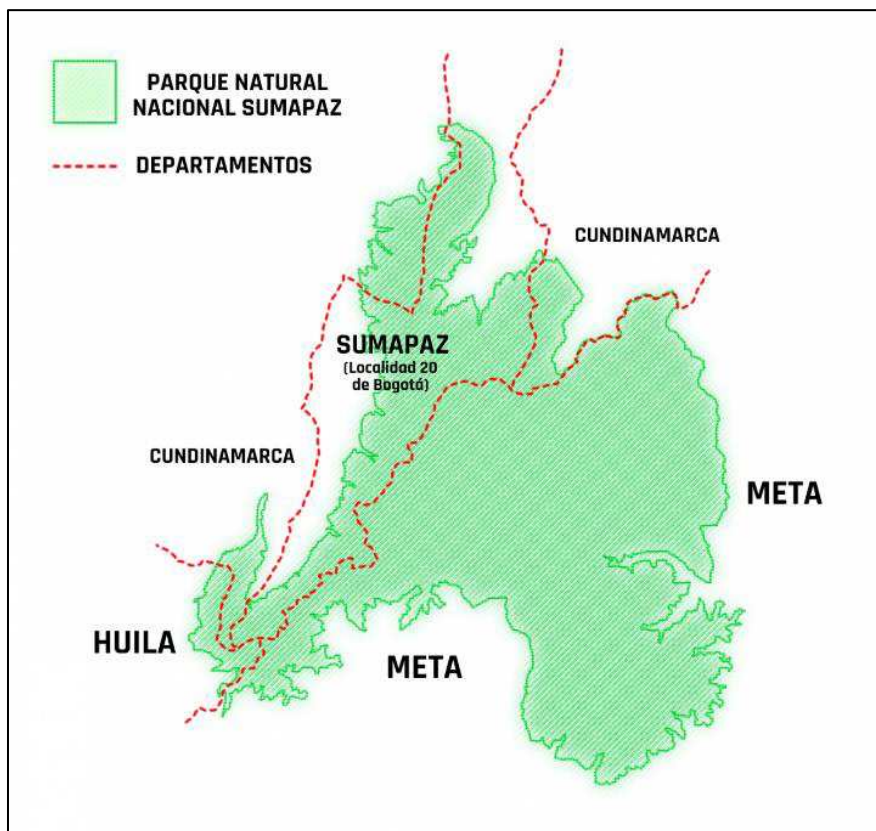 PARQUE NATURAL
NACIONAL SUMAPAZ
DEPARTAMENTOS
CUNDINAMARCA
SUMAPAZ
(Localidad 20
de Bogotá)
CUNDINAMARCA
META
HUILA
META